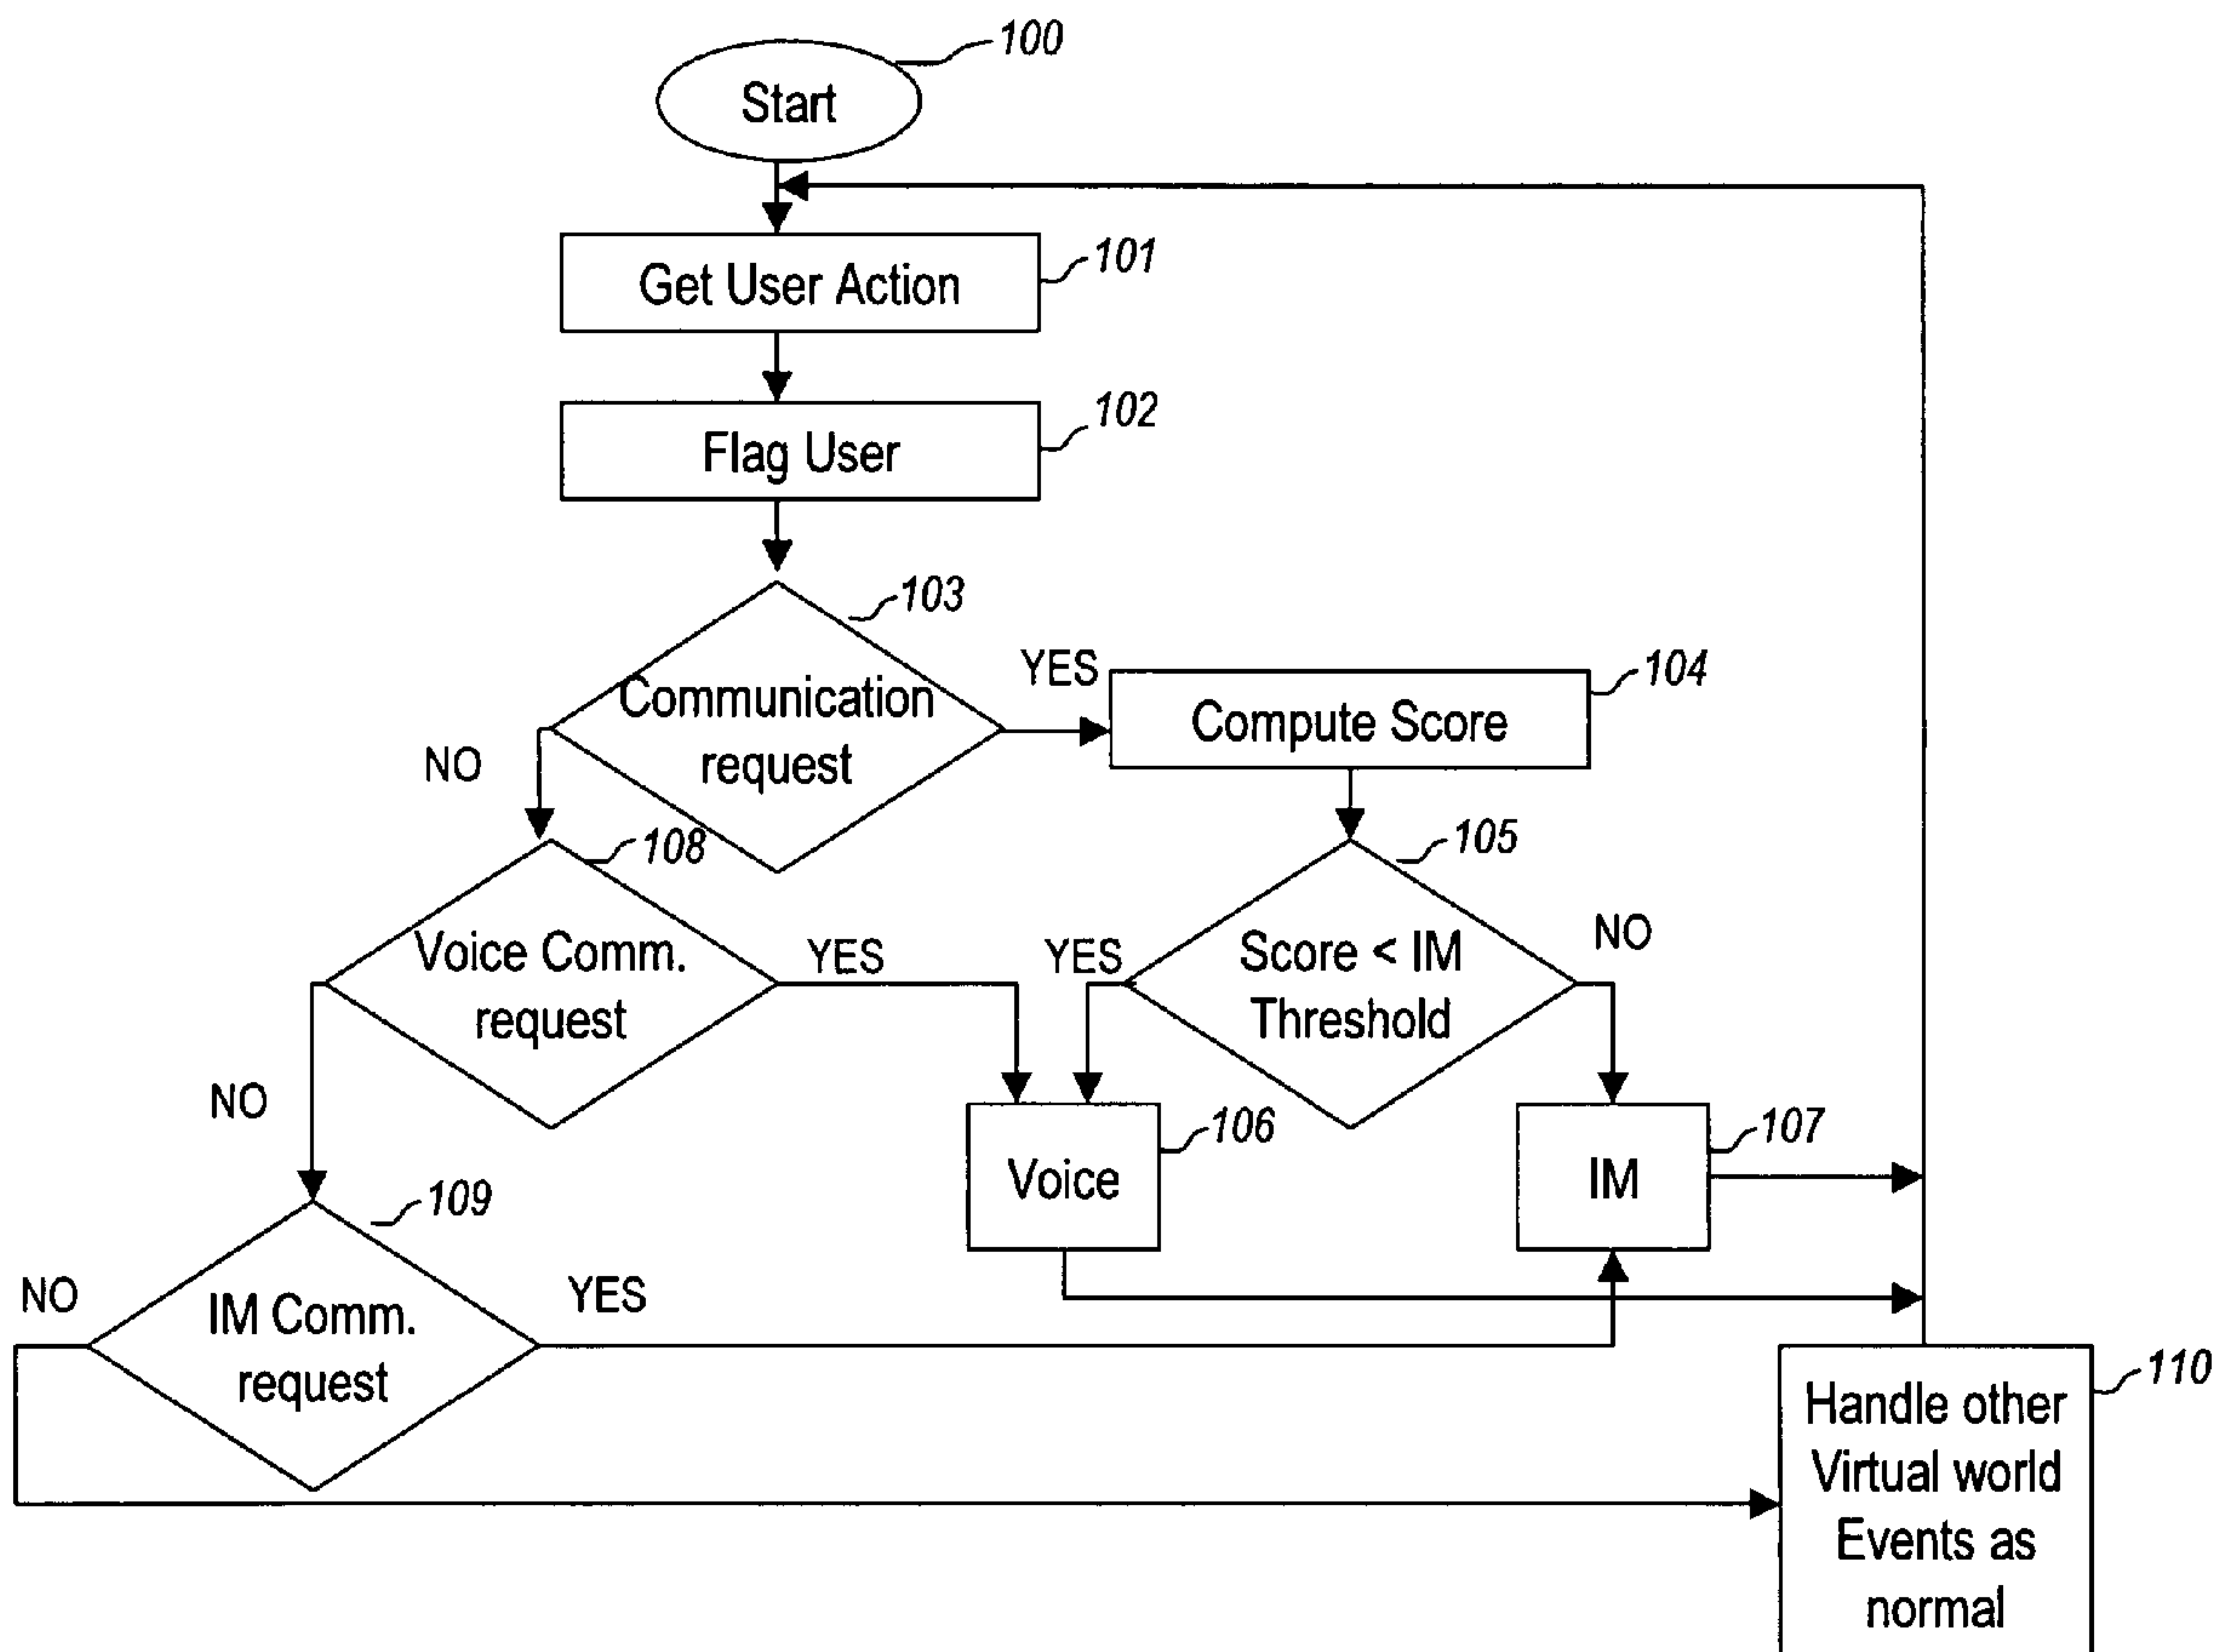 100
Start
101
Get User Action
102
Flag User
103
Communication
request
YES
104
Compute Score
NO
108
Voice Comm.
request
YES
105
Score < IM
Threshold
YES
NO
NO
106
Voice
107
IM
109
IM Comm.
request
NO
YES
110
Handle other
Virtual world
Events as
normal